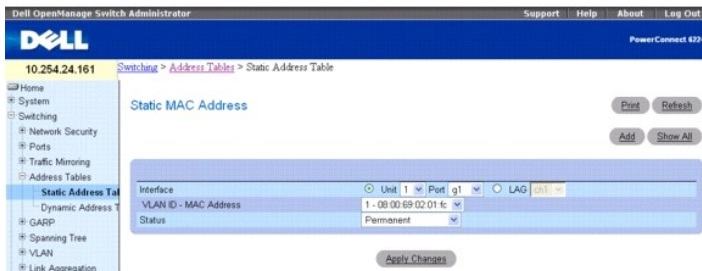 Dell OpenManage Switch Administrator
Support Help About Log Out
DELL
PowerConnect 622
10.254.24.161
Switching > Address Tables > Static Address Table
Home
System
Switching
Network Security
Ports
Traffic Mirroring
Address Tables
Static Address Tal
Dynamic Address T
GARP
Spanning Tree
VLAN
Link Aggregation
Static MAC Address
Print Refresh
Add Show All
Interface Unit 1 Port g1 LAG ch1
VLAN ID - MAC Address 1 - 08:00:69:02:01:fc
Status Permanent
Apply Changes